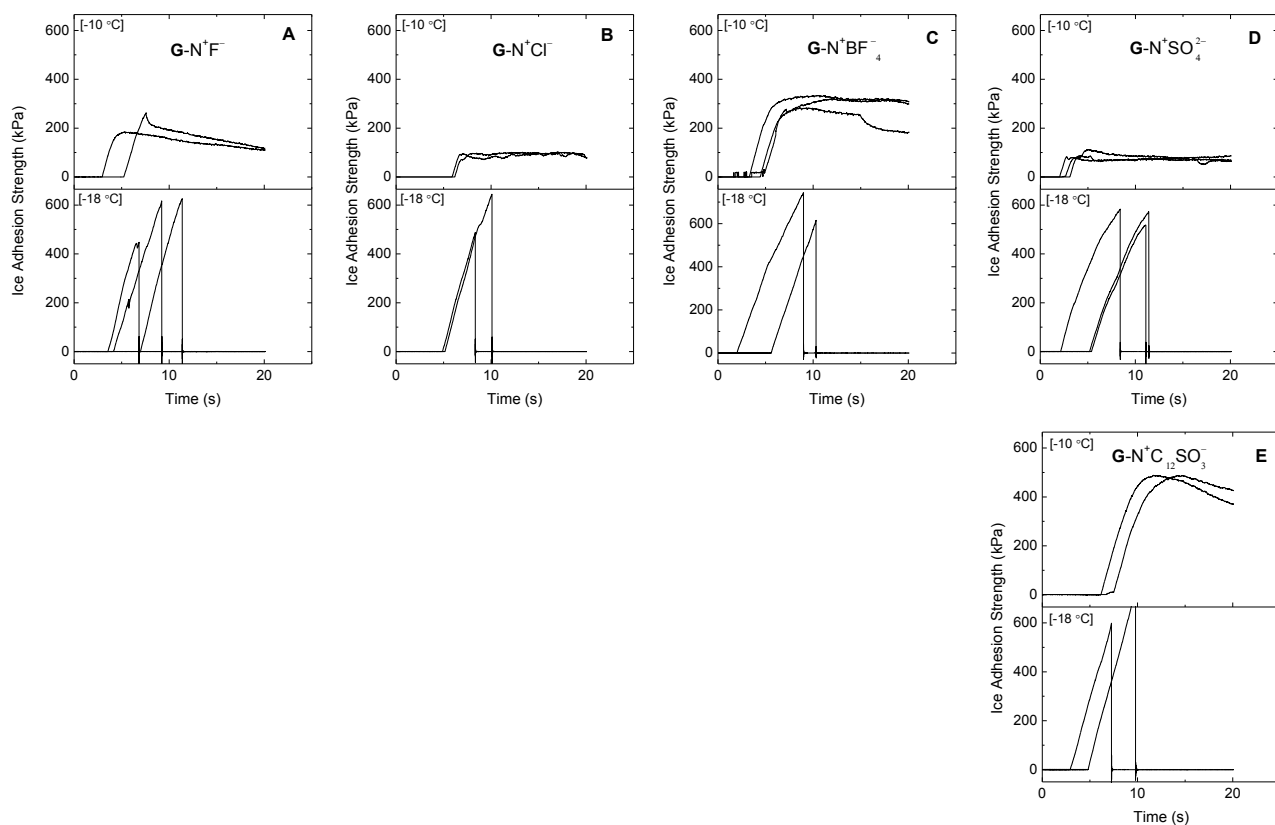 Ice Adhesion Strength (kPa)
[-10 °C]
G-N⁺F⁻
A
600
400
200
0
[-18 °C]
600
400
200
0
0 10 20
Time (s)
Ice Adhesion Strength (kPa)
[-10 °C]
G-N⁺Cl⁻
B
600
400
200
0
[-18 °C]
600
400
200
0
0 10 20
Time (s)
Ice Adhesion Strength (kPa)
[-10 °C]
G-N⁺BF₄⁻
C
600
400
200
0
[-18 °C]
600
400
200
0
0 10 20
Time (s)
Ice Adhesion Strength (kPa)
[-10 °C]
G-N⁺SO₄²⁻
D
600
400
200
0
[-18 °C]
600
400
200
0
0 10 20
Time (s)
Ice Adhesion Strength (kPa)
[-10 °C]
G-N⁺C₁₂SO₃⁻
E
600
400
200
0
[-18 °C]
600
400
200
0
0 10 20
Time (s)